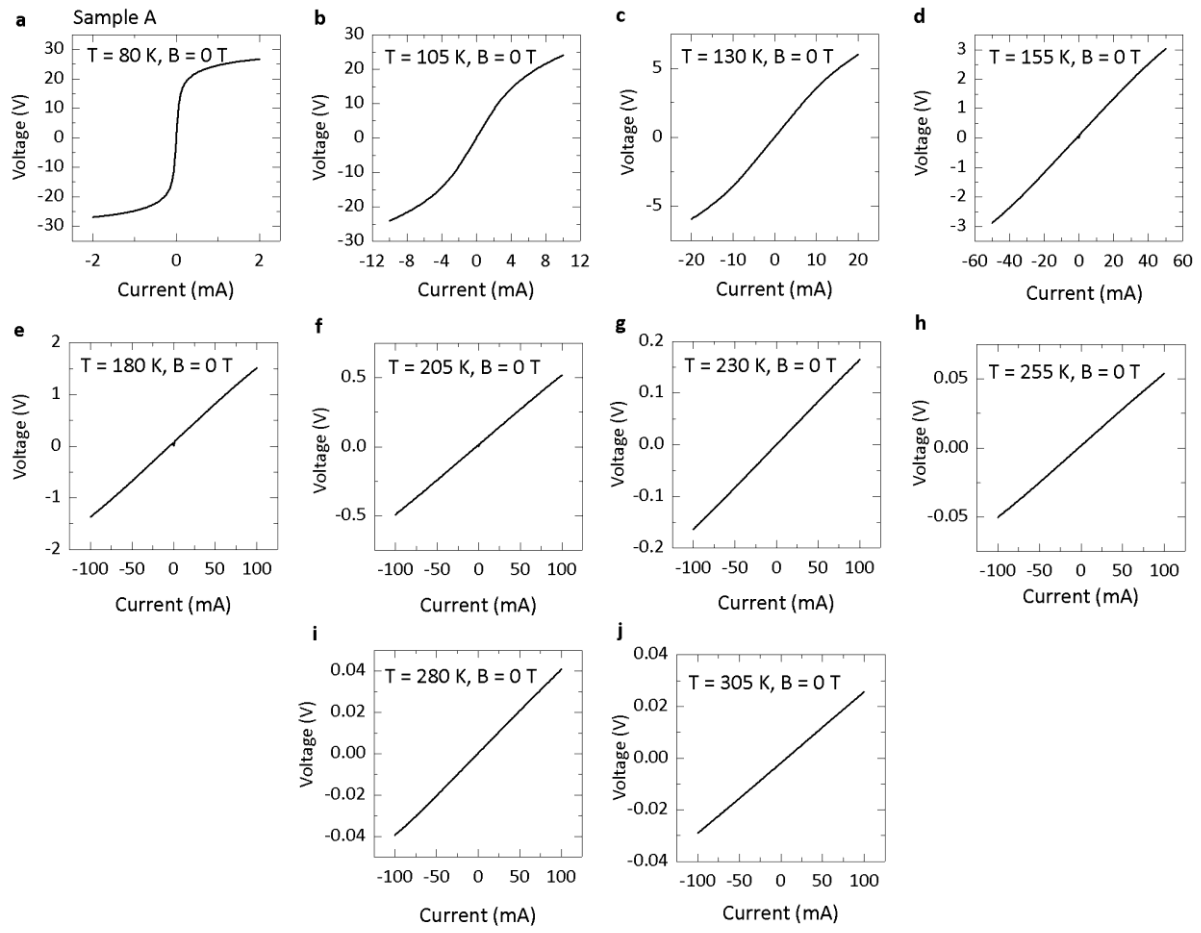 a Sample A
T = 80 K, B = 0 T
Voltage (V)
30
20
10
0
-10
-20
-30
-2 0 2
Current (mA)
b
T = 105 K, B = 0 T
Voltage (V)
30
20
10
0
-10
-20
30
-12 -8 -4 0 4 8 12
Current (mA)
c
T = 130 K, B = 0 T
Voltage (V)
5
0
-5
-20 -10 0 10 20
Current (mA)
d
T = 155 K, B = 0 T
Voltage (V)
3
2
1
0
-1
-2
-3
-60 -40 -20 0 20 40 60
Current (mA)
e
T = 180 K, B = 0 T
Voltage (V)
2
1
0
-1
-2
-100 -50 0 50 100
Current (mA)
f
T = 205 K, B = 0 T
Voltage (V)
0.5
0.0
-0.5
-100 -50 0 50 100
Current (mA)
g
T = 230 K, B = 0 T
Voltage (V)
0.2
0.1
0.0
-0.1
-0.2
-100 -50 0 50 100
Current (mA)
h
T = 255 K, B = 0 T
Voltage (V)
0.05
0.00
-0.05
-100 -50 0 50 100
Current (mA)
i
T = 280 K, B = 0 T
Voltage (V)
0.04
0.02
0.00
-0.02
-0.04
-100 -50 0 50 100
Current (mA)
j
T = 305 K, B = 0 T
Voltage (V)
0.04
0.02
0.00
-0.02
-0.04
-100 -50 0 50 100
Current (mA)